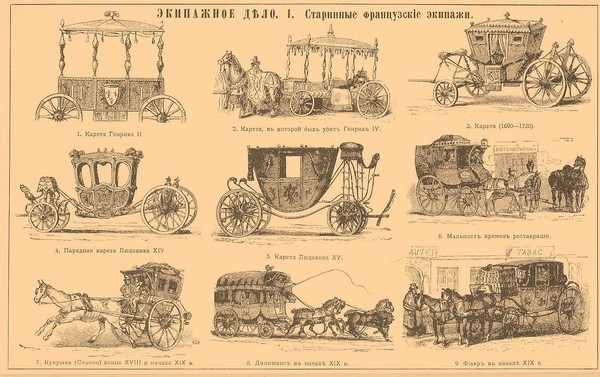 ЭКИПАЖНОЕ ДѢЛО. I. Старинные французскіе экипажи.
1. Карета Генриха II
2. Карета, въ которой былъ убитъ Генрихъ IV.
3. Карета (1690—1720).
4. Парадная карета Людовика XIV
5. Карета Людовика XV.
6. Мальпостъ временъ реставраціи.
7. Кукушка (Coucou) конца XVIII и начала XIX в.
8. Дилижансъ въ началѣ XIX в.
TABAC
9. Фіакръ въ началѣ XIX в.